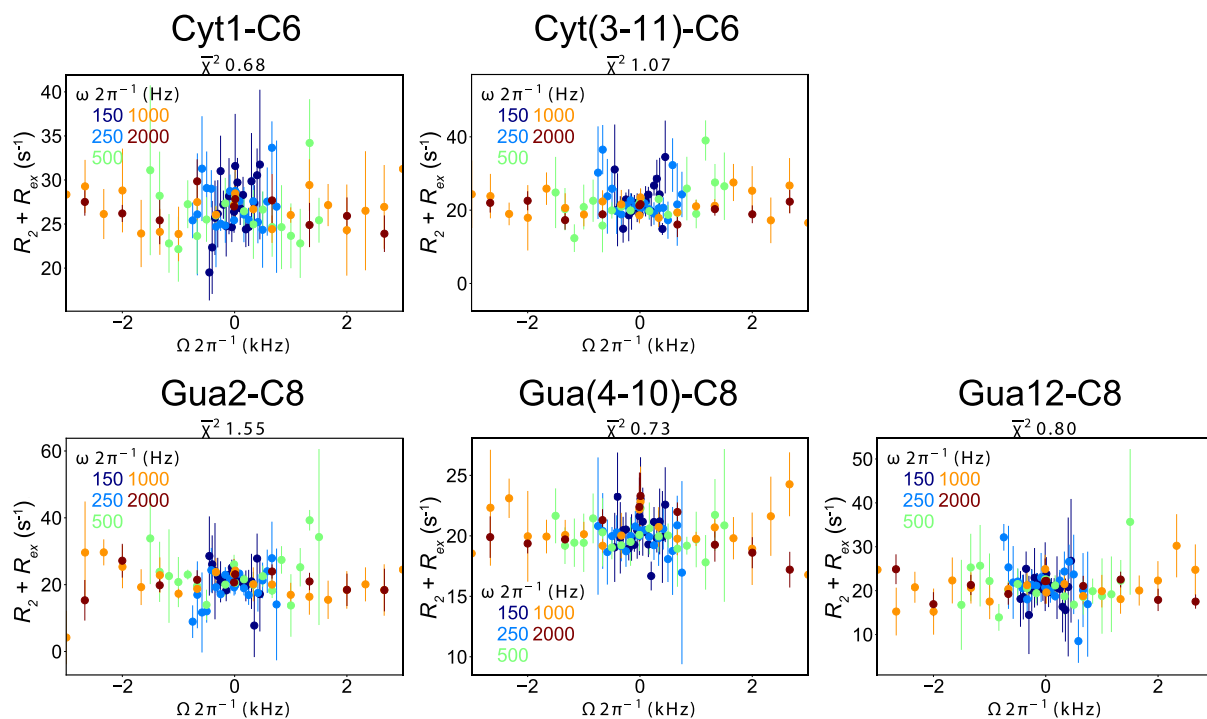 Cyt1-C6
χ̅² 0.68
ω 2π⁻¹ (Hz)
150 1000
250 2000
500
40
35
30
25
20
R₂ + Rₑₓ (s⁻¹)
−2 0 2
Ω 2π⁻¹ (kHz)
Cyt(3-11)-C6
χ̅² 1.07
ω 2π⁻¹ (Hz)
150 1000
250 2000
500
40
20
0
R₂ + Rₑₓ (s⁻¹)
−2 0 2
Ω 2π⁻¹ (kHz)
Gua2-C8
χ̅² 1.55
ω 2π⁻¹ (Hz)
150 1000
250 2000
500
60
40
20
0
R₂ + Rₑₓ (s⁻¹)
−2 0 2
Ω 2π⁻¹ (kHz)
Gua(4-10)-C8
χ̅² 0.73
25
20
15
10
R₂ + Rₑₓ (s⁻¹)
ω 2π⁻¹ (Hz)
150 1000
250 2000
500
−2 0 2
Ω 2π⁻¹ (kHz)
Gua12-C8
χ̅² 0.80
ω 2π⁻¹ (Hz)
150 1000
250 2000
500
50
40
30
20
10
R₂ + Rₑₓ (s⁻¹)
−2 0 2
Ω 2π⁻¹ (kHz)